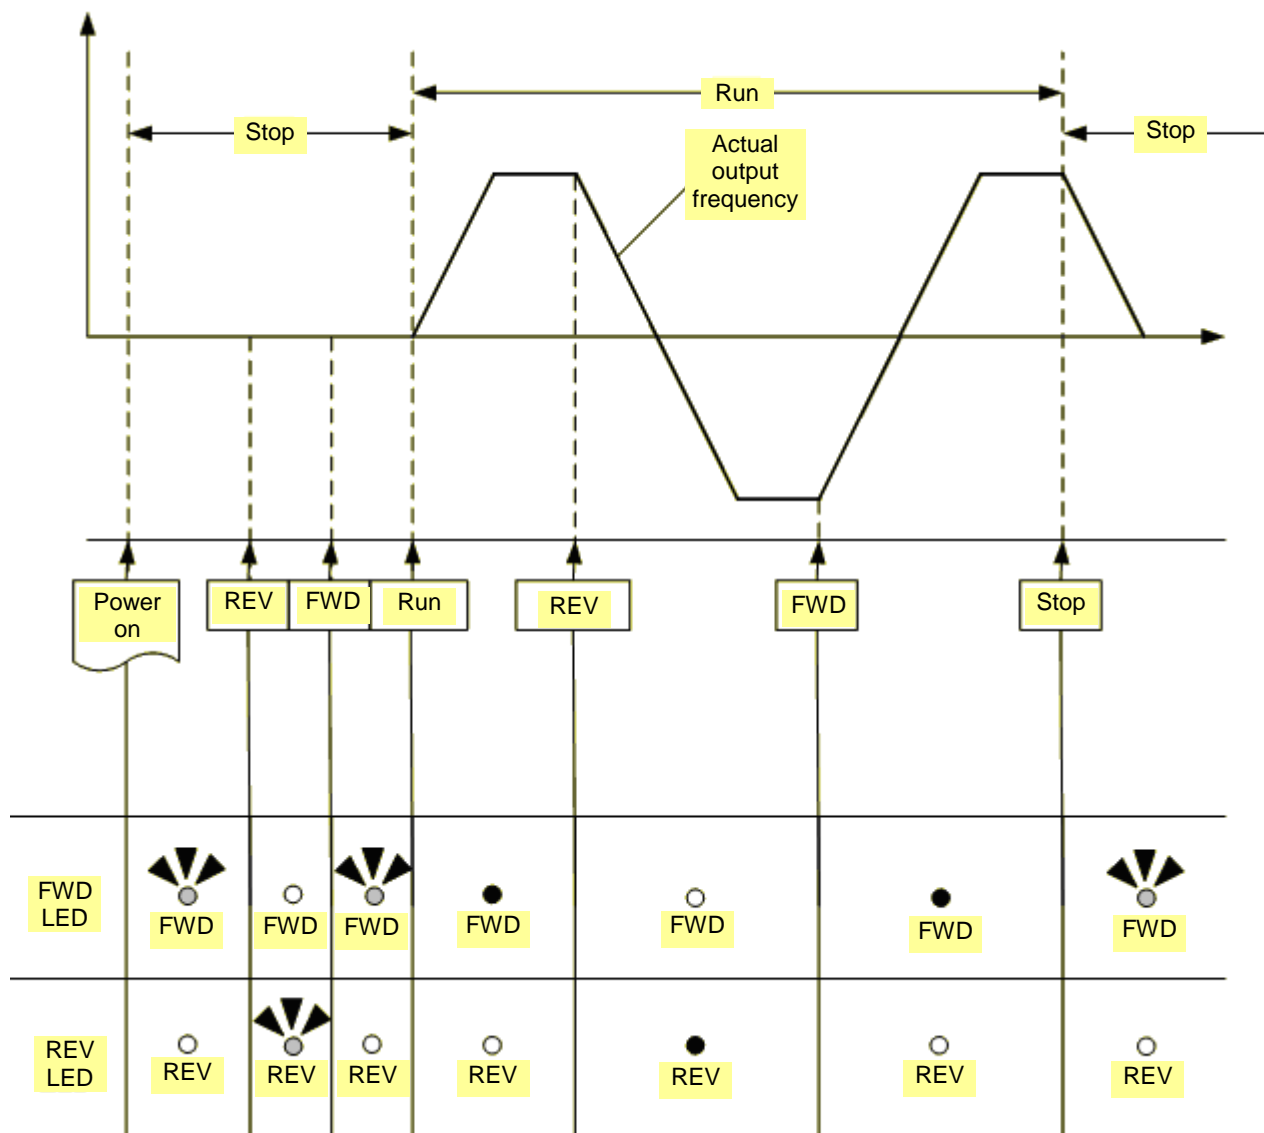 Run
Stop
Stop
Actual
output
frequency
Power
on
REV
FWD
Run
REV
FWD
Stop
FWD
LED
FWD
FWD
FWD
FWD
FWD
FWD
FWD
REV
LED
REV
REV
REV
REV
REV
REV
REV